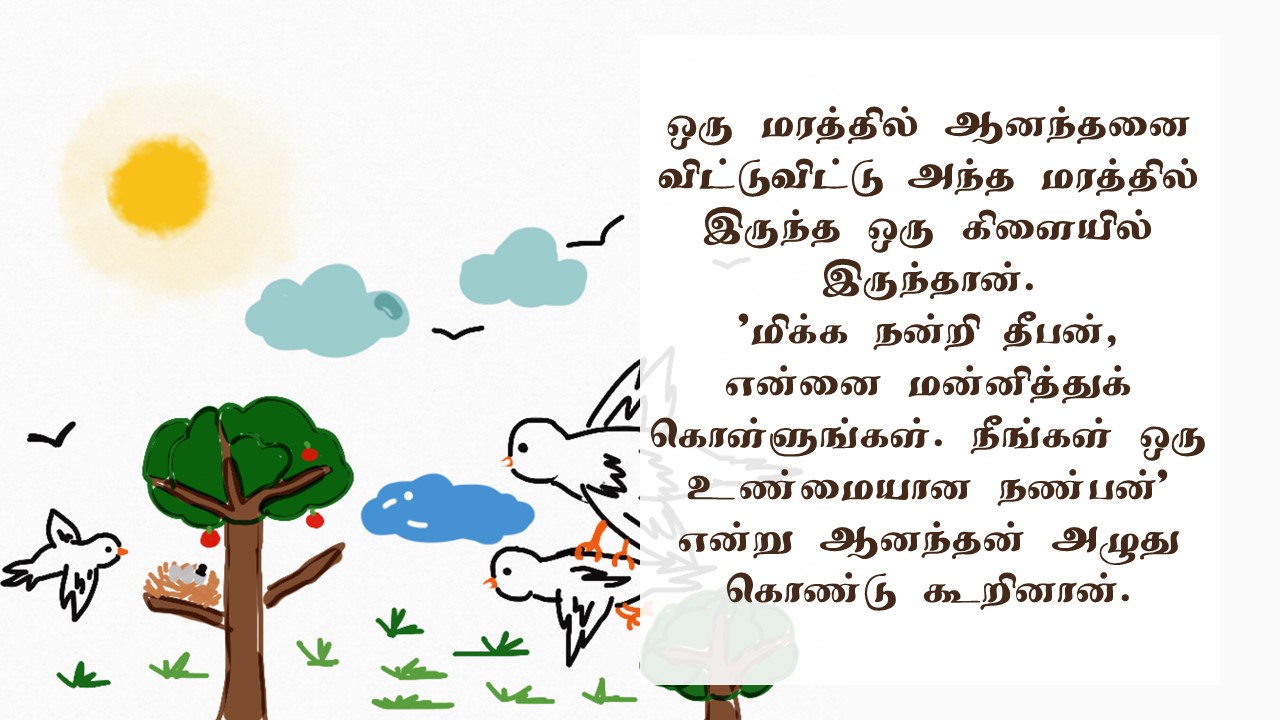 ஒரு மரத்தில் ஆனந்தனை
விட்டுவிட்டு அந்த மரத்தில்
இருந்த ஒரு கிளையில்
இருந்தான்.
'மிக்க நன்றி தீபன்,
என்னை மன்னித்துக்
கொள்ளுங்கள். நீங்கள் ஒரு
உண்மையான நண்பன்'
என்று ஆனந்தன் அழுது
கொண்டு கூறினான்.